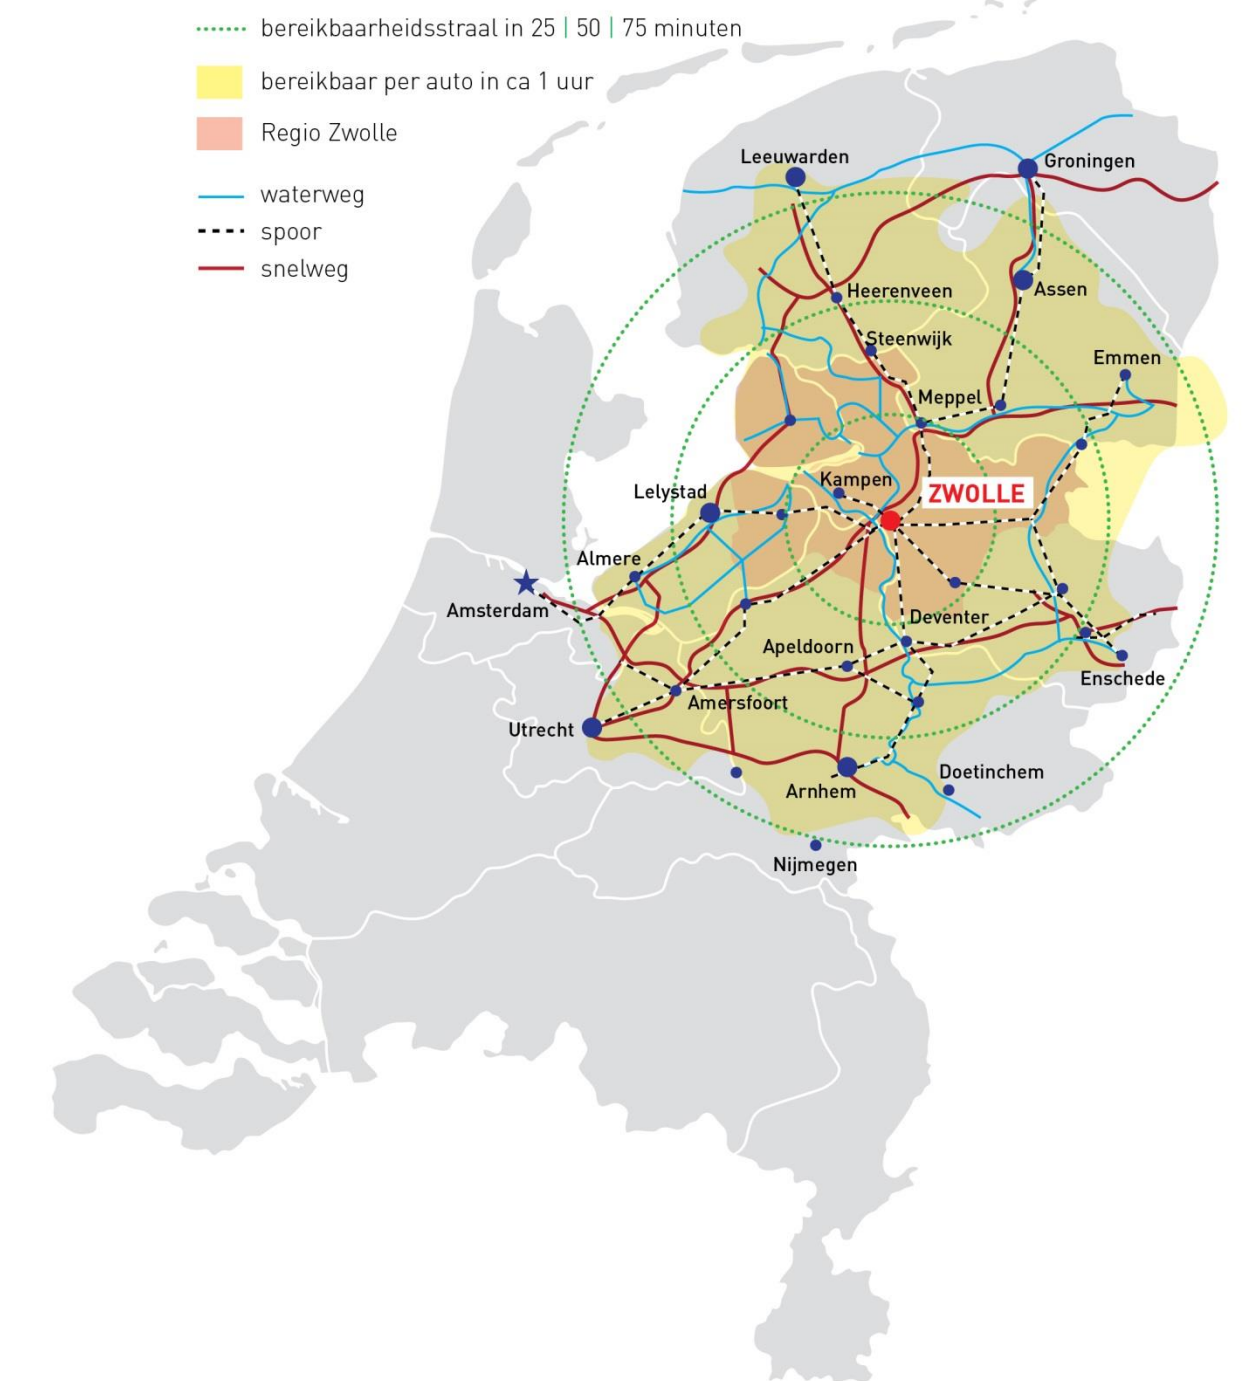 bereikbaarheidsstraal in 25 | 50 | 75 minuten
bereikbaar per auto in ca 1 uur
Regio Zwolle
waterweg
spoor
snelweg
Leeuwarden
Groningen
Heerenveen
Assen
Steenwijk
Emmen
Meppel
Kampen
Lelystad
ZWOLLE
Almere
Amsterdam
Deventer
Apeldoorn
Enschede
Amersfoort
Utrecht
Doetinchem
Arnhem
Nijmegen